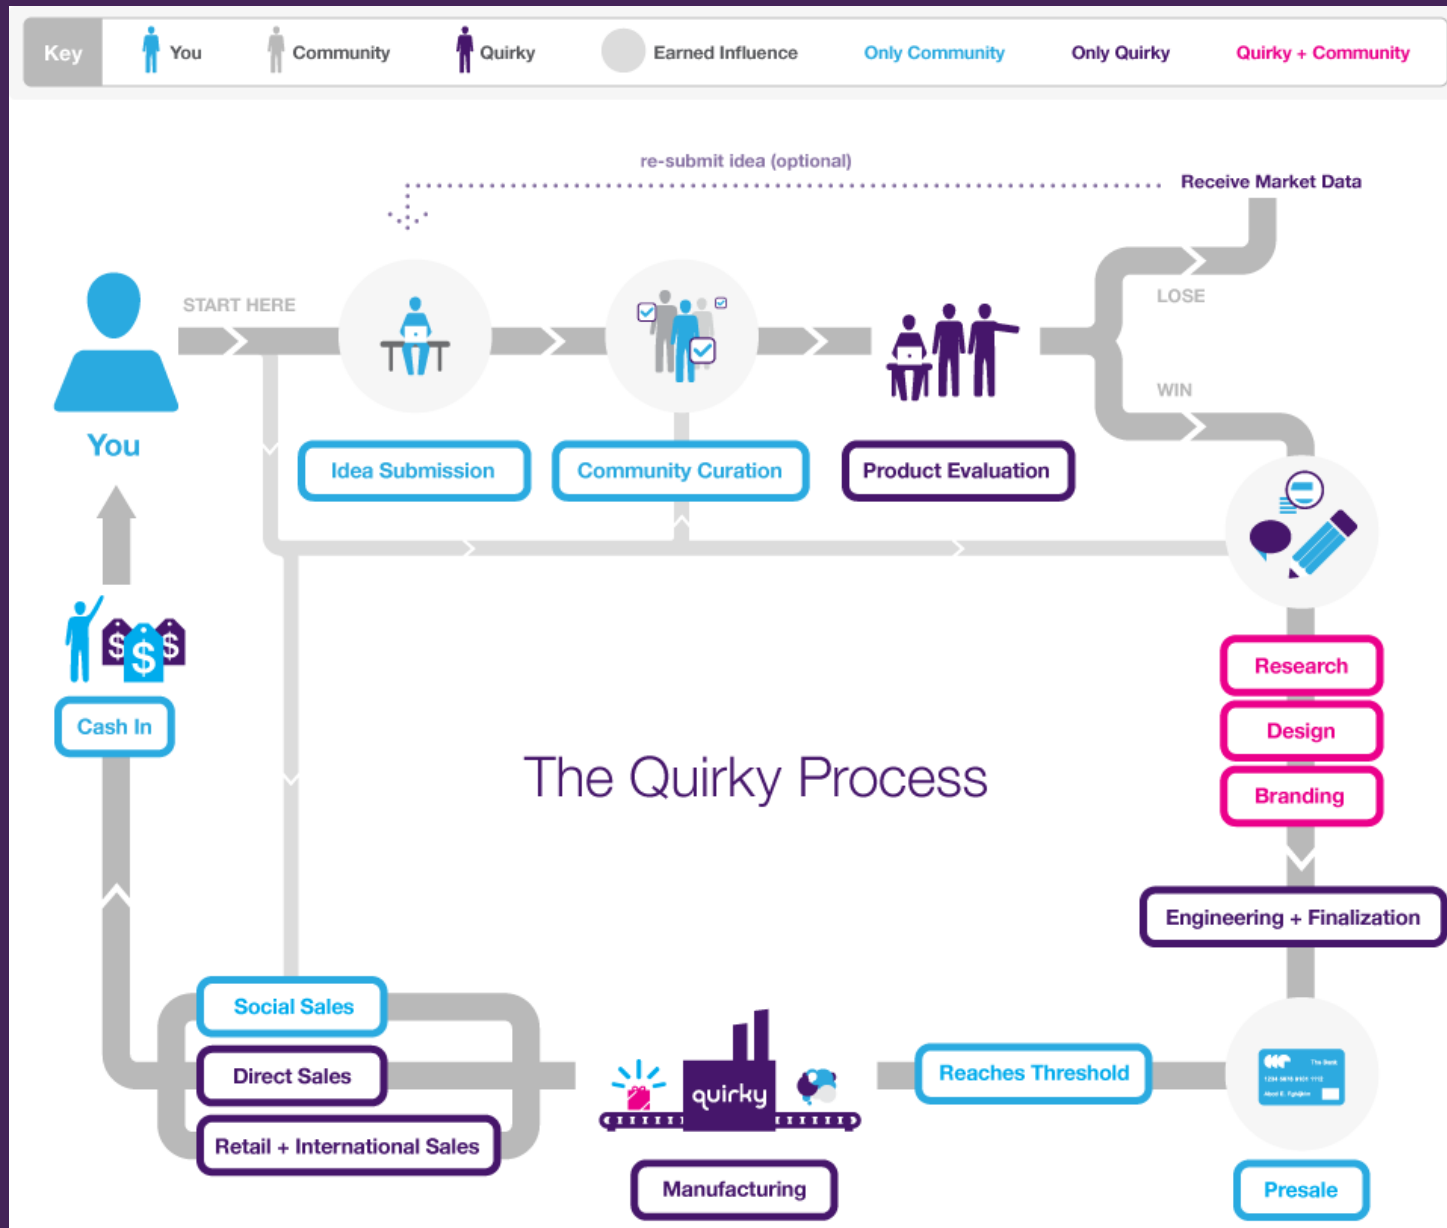 Key
You
Community
Quirky
Earned Influence
Only Community
Only Quirky
Quirky + Community
re-submit idea (optional)
Receive Market Data
START HERE
LOSE
WIN
You
Idea Submission
Community Curation
Product Evaluation
$ $ $
Cash In
Research
Design
Branding
The Quirky Process
Engineering + Finalization
Social Sales
Direct Sales
Retail + International Sales
quirky
Manufacturing
Reaches Threshold
The Bank
Presale